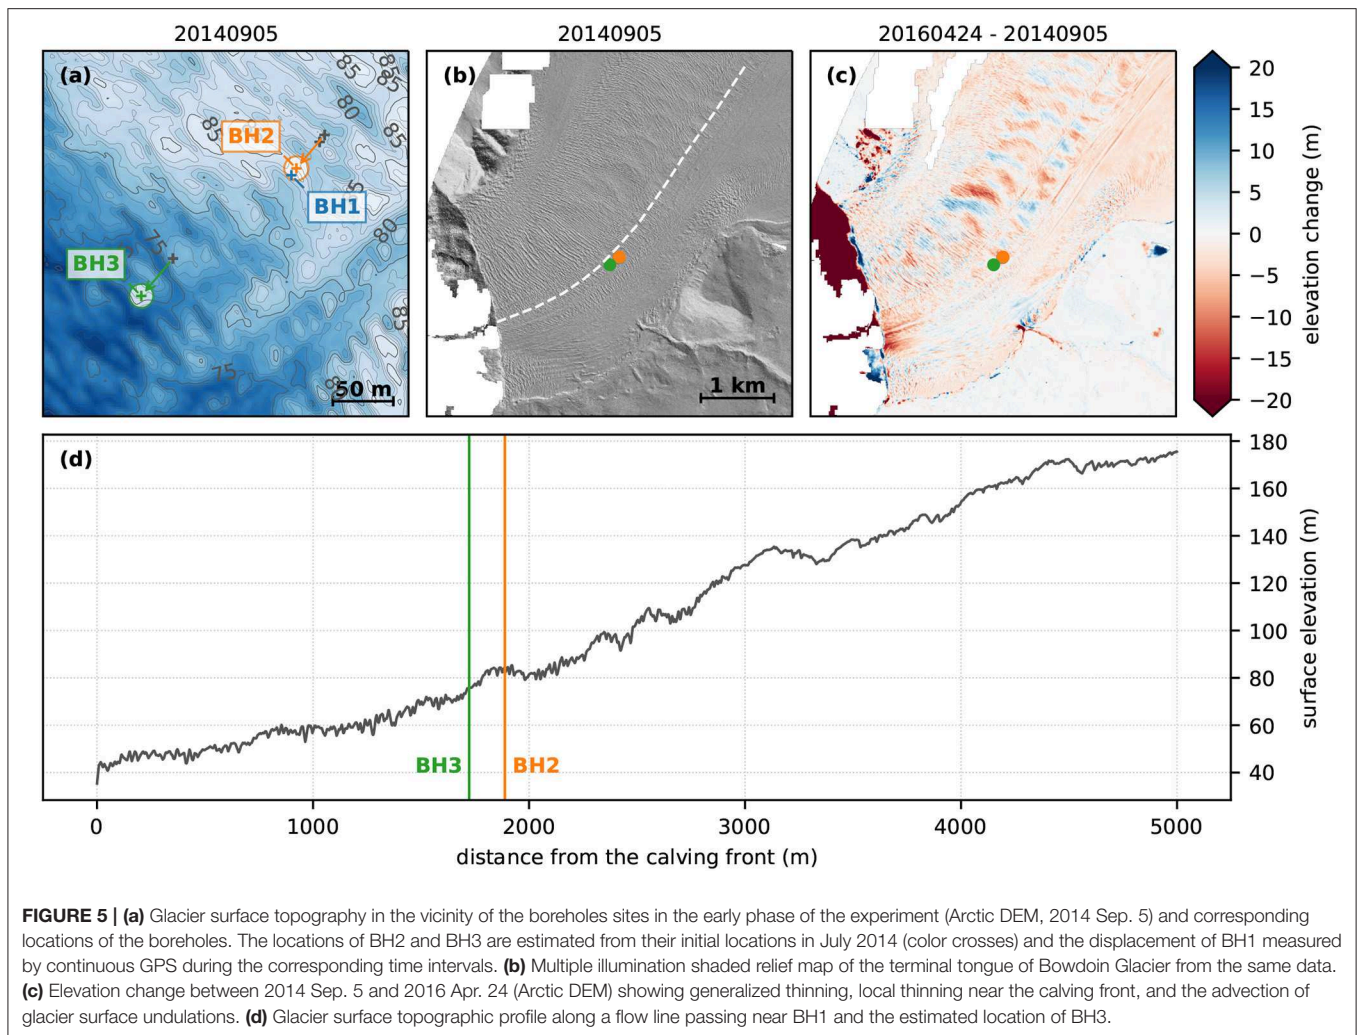 20140905
20140905
20160424 - 20140905
(a)
BH2
BH1
BH3
85
85
80
85
85
80
75
75
85
50 m
(b)
1 km
(c)
20
15
10
5
0
−5
−10
−15
−20
elevation change (m)
(d)
BH3
BH2
180
160
140
120
100
80
60
40
surface elevation (m)
0
1000
2000
3000
4000
5000
distance from the calving front (m)
FIGURE 5 | (a) Glacier surface topography in the vicinity of the boreholes sites in the early phase of the experiment (Arctic DEM, 2014 Sep. 5) and corresponding
locations of the boreholes. The locations of BH2 and BH3 are estimated from their initial locations in July 2014 (color crosses) and the displacement of BH1 measured
by continuous GPS during the corresponding time intervals. (b) Multiple illumination shaded relief map of the terminal tongue of Bowdoin Glacier from the same data.
(c) Elevation change between 2014 Sep. 5 and 2016 Apr. 24 (Arctic DEM) showing generalized thinning, local thinning near the calving front, and the advection of
glacier surface undulations. (d) Glacier surface topographic profile along a flow line passing near BH1 and the estimated location of BH3.